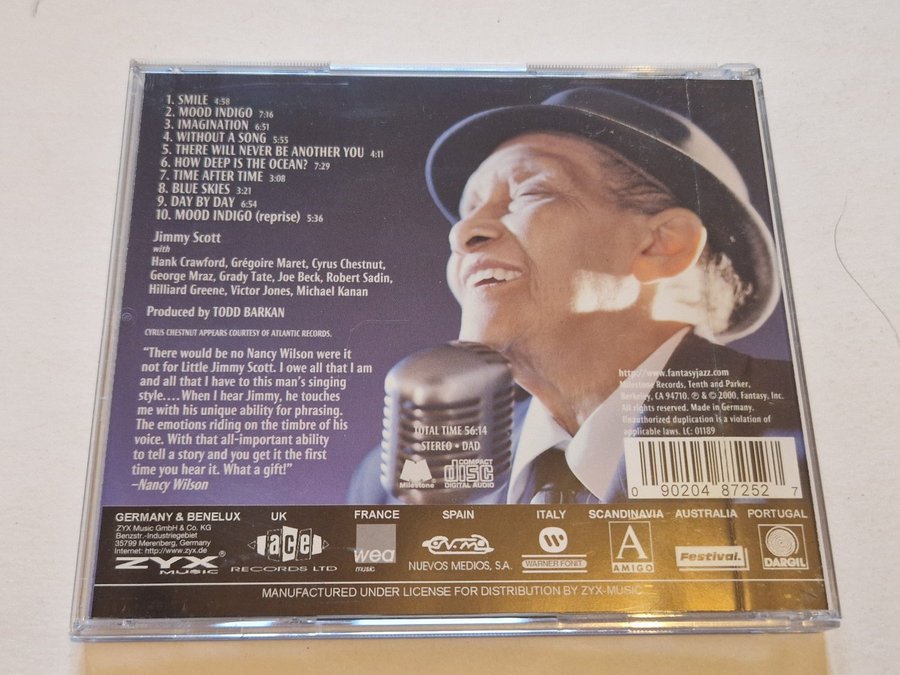 1. SMILE 4:58
2. MOOD INDIGO 7:16
3. IMAGINATION 6:51
4. WITHOUT A SONG 5:55
5. THERE WILL NEVER BE ANOTHER YOU 4:11
6. HOW DEEP IS THE OCEAN? 7:29
7. TIME AFTER TIME 3:08
8. BLUE SKIES 3:21
9. DAY BY DAY 6:54
10. MOOD INDIGO (reprise) 5:36
Jimmy Scott
with
Hank Crawford, Grégoire Maret, Cyrus Chestnut,
George Mraz, Grady Tate, Joe Beck, Robert Sadin,
Hilliard Greene, Victor Jones, Michael Kanan
Produced by TODD BARKAN
CYRUS CHESTNUT APPEARS COURTESY OF ATLANTIC RECORDS.
"There would be no Nancy Wilson were it
not for Little Jimmy Scott. I owe all that I am
and all that I have to this man's singing
style.... When I hear Jimmy, he touches
me with his unique ability for phrasing.
The emotions riding on the timbre of his
voice. With that all-important ability
to tell a story and you get it the first
time you hear it. What a gift!"
–Nancy Wilson
TOTAL TIME 56:14
STEREO • DAD
Milestone
COMPACT
disc
DIGITAL AUDIO
http://www.fantasyjazz.com
Milestone Records, Tenth and Parker,
Berkeley, CA 94710. ℗ & © 2000, Fantasy, Inc.
All rights reserved. Made in Germany.
Unauthorized duplication is a violation of
applicable laws. LC: 01189
0 90204 87252 7
GERMANY & BENELUX
ZYX Music GmbH & Co. KG
Benzstr.-Industriegebiet
35799 Merenberg, Germany
Internet: http://www.zyx.de
ZYX
MUSIC
UK
ace
RECORDS LTD
FRANCE
wea
music
SPAIN
NUEVOS MEDIOS, S.A.
ITALY
WARNER FONIT
SCANDINAVIA
A
AMIGO
AUSTRALIA
Festival.
PORTUGAL
DARGIL
MANUFACTURED UNDER LICENSE FOR DISTRIBUTION BY ZYX-MUSIC